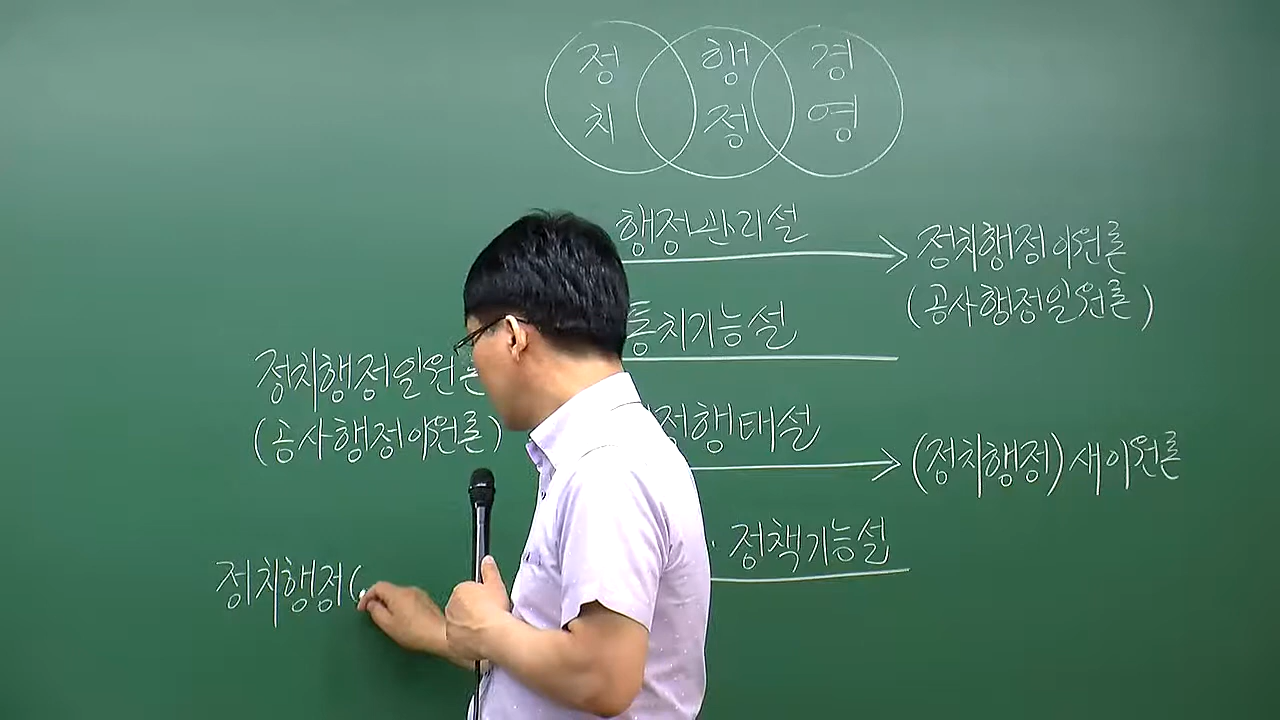 정 행 경
치 정 영
행정관리설
정치행정이원론
(공사행정일원론)
통치기능설
정치행정일원론
(공사행정이원론)
정행태설
(정치행정)새이원론
정책기능설
정치행정(